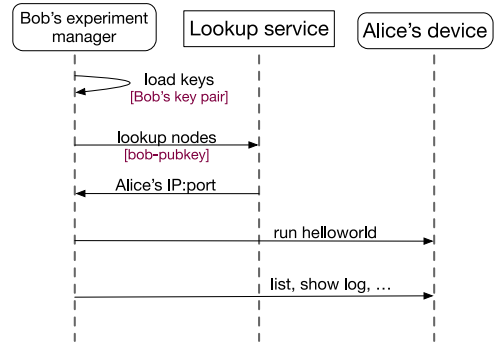 Bob's experiment
manager
Lookup service
Alice's device
load keys
[Bob's key pair]
lookup nodes
[bob-pubkey]
Alice's IP:port
run helloworld
list, show log, ...